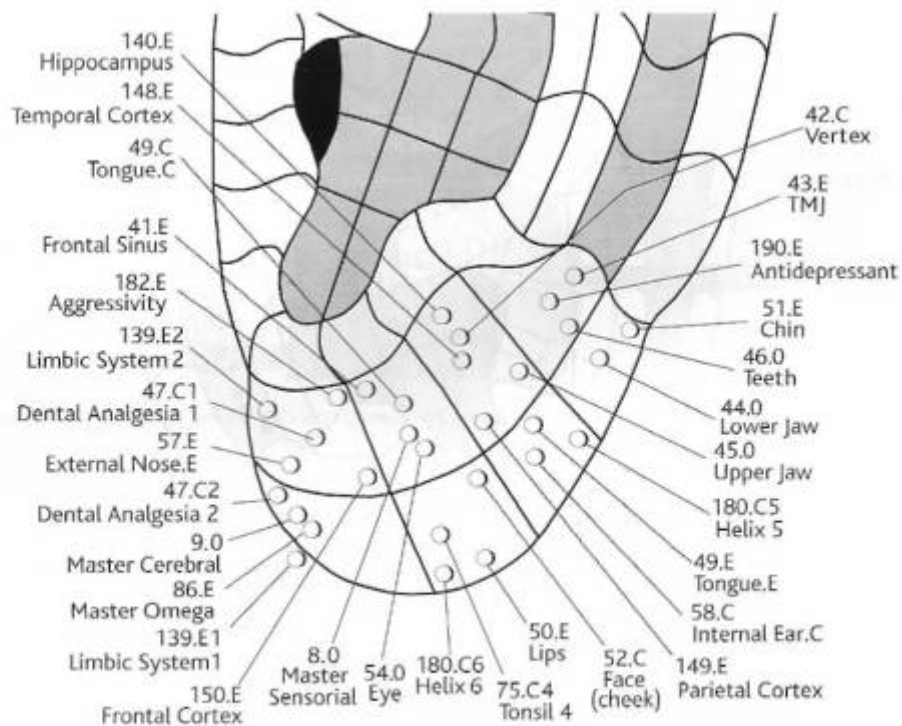 140.E
Hippocampus
148.E
Temporal Cortex
49.C
Tongue.C
41.E
Frontal Sinus
182.E
Aggressivity
139.E2
Limbic System 2
47.C1
Dental Analgesia 1
57.E
External Nose.E
47.C2
Dental Analgesia 2
9.0
Master Cerebral
86.E
Master Omega
139.E1
Limbic System1
150.E
Frontal Cortex
8.0
Master
Sensorial
54.0
Eye
180.C6
Helix 6
75.C4
Tonsil 4
50.E
Lips
52.C
Face
(cheek)
42.C
Vertex
43.E
TMJ
190.E
Antidepressant
51.E
Chin
46.0
Teeth
44.0
Lower Jaw
45.0
Upper Jaw
180.C5
Helix 5
49.E
Tongue.E
58.C
Internal Ear.C
149.E
Parietal Cortex